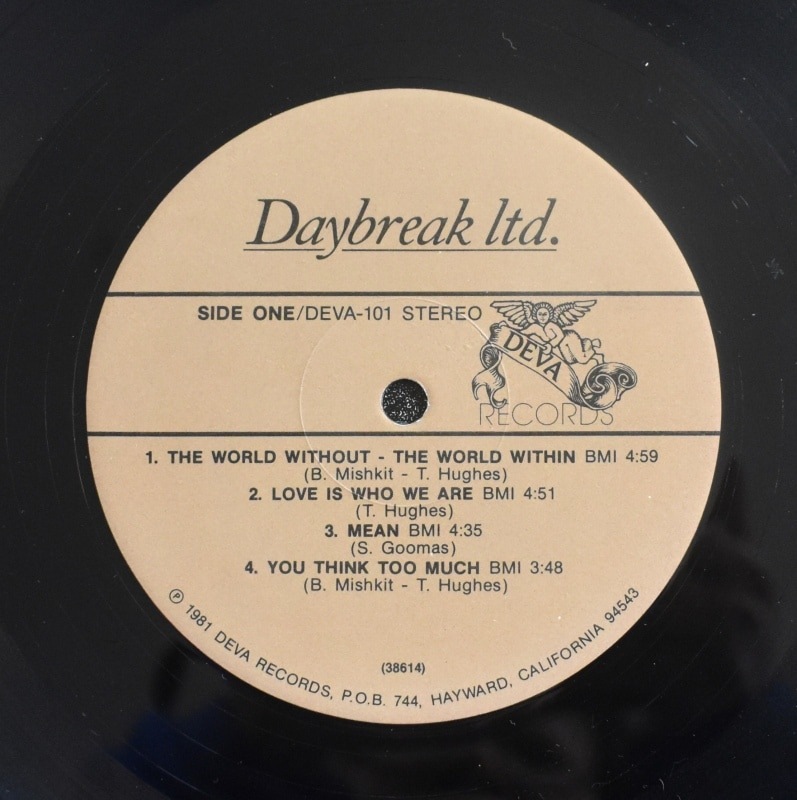 Daybreak ltd.
SIDE ONE/DEVA-101 STEREO
DEVA
RECORDS
1. THE WORLD WITHOUT - THE WORLD WITHIN BMI 4:59
(B. Mishkit - T. Hughes)
2. LOVE IS WHO WE ARE BMI 4:51
(T. Hughes)
3. MEAN BMI 4:35
(S. Goomas)
4. YOU THINK TOO MUCH BMI 3:48
(B. Mishkit - T. Hughes)
(38614)
℗ 1981 DEVA RECORDS, P.O.B. 744, HAYWARD, CALIFORNIA 94543